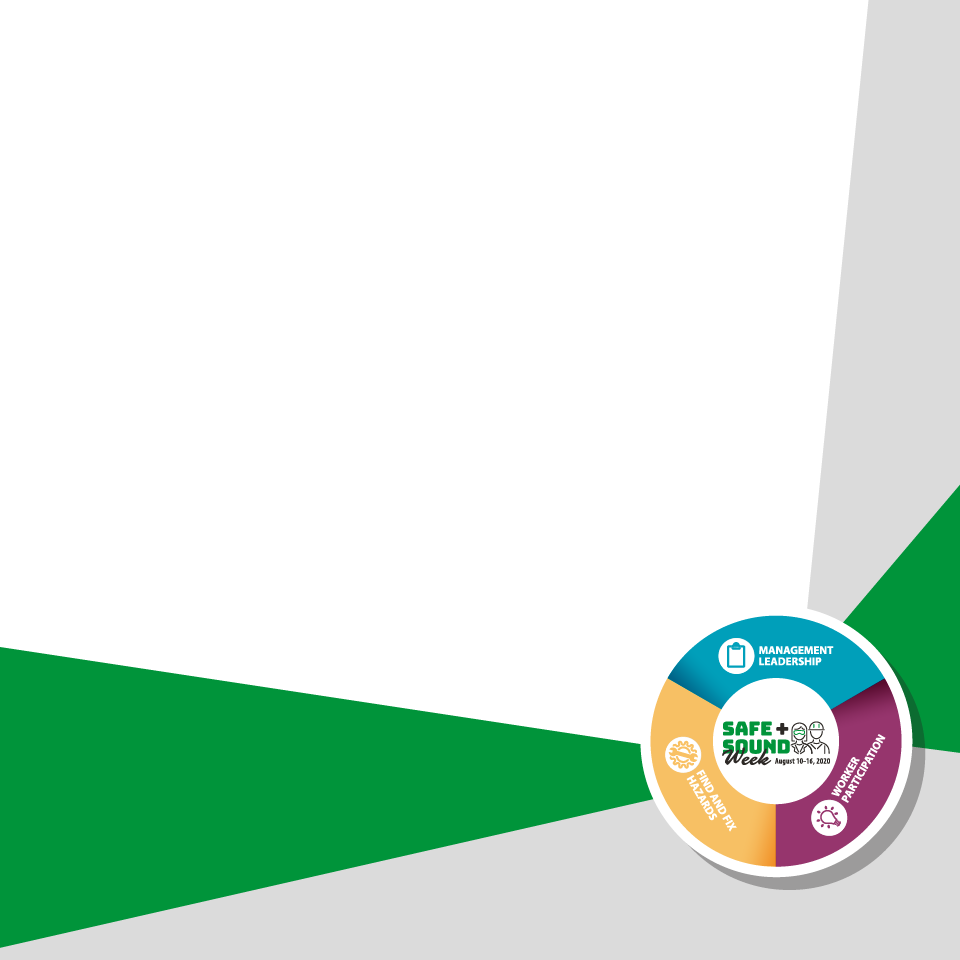 MANAGEMENT
LEADERSHIP
SAFE +
SOUND
Week
August 10-16, 2020
FIND AND FIX
HAZARDS
WORKER
PARTICIPATION